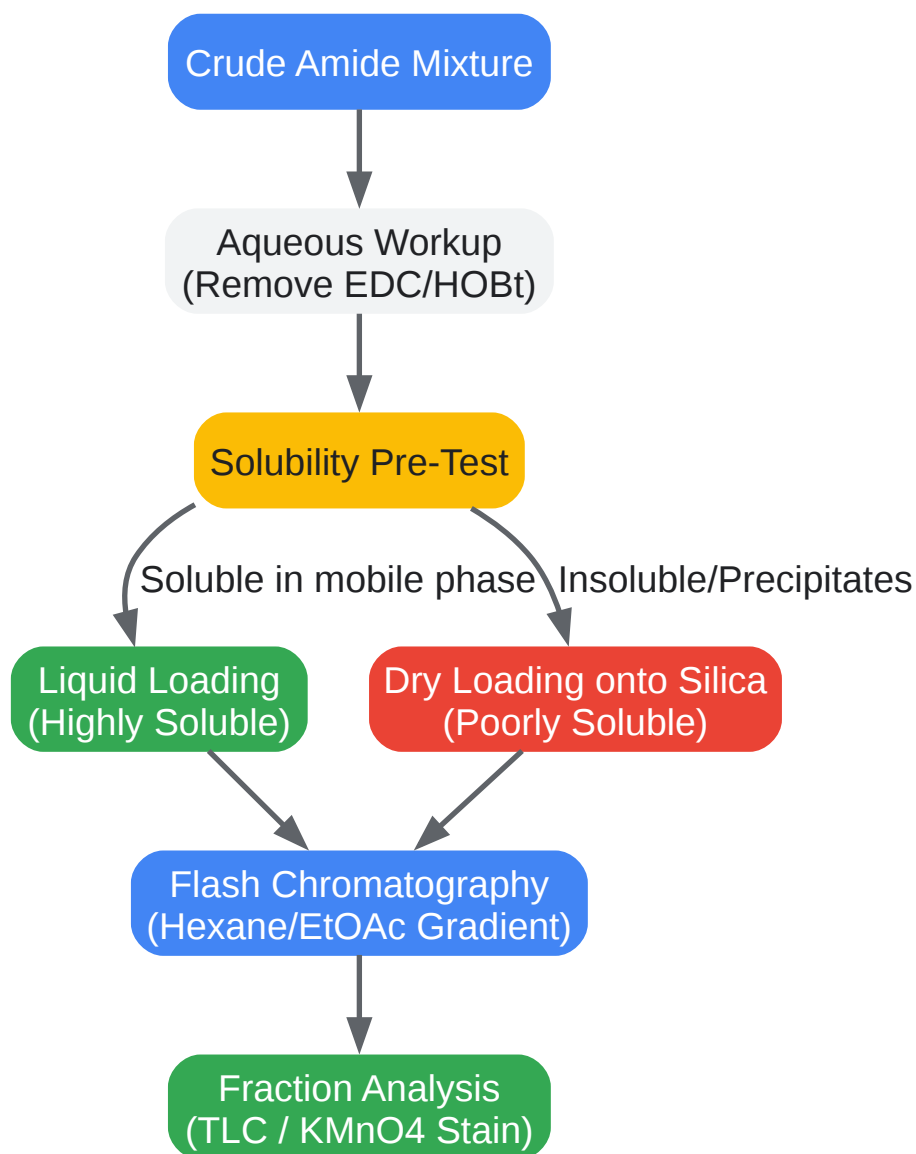 Crude Amide Mixture
Aqueous Workup
(Remove EDC/HOBt)
Solubility Pre-Test
Soluble in mobile phase
Insoluble/Precipitates
Liquid Loading
(Highly Soluble)
Dry Loading onto Silica
(Poorly Soluble)
Flash Chromatography
(Hexane/EtOAc Gradient)
Fraction Analysis
(TLC / KMnO4 Stain)